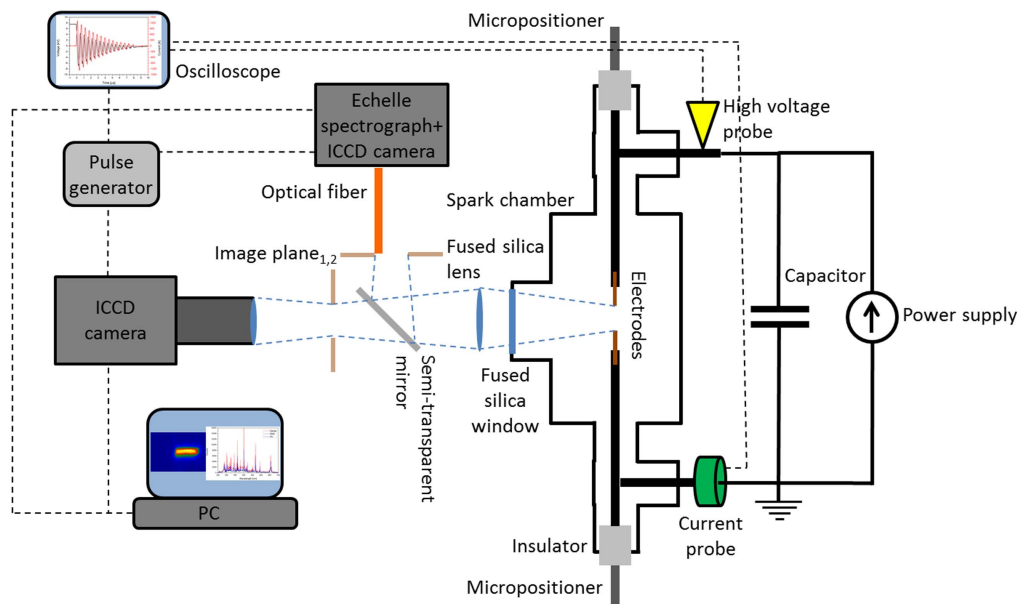 Micropositioner
Oscilloscope
Echelle
spectrograph+
ICCD camera
High voltage
probe
Pulse
generator
Optical fiber
Spark chamber
Image plane1,2
Fused silica
lens
Electrodes
Capacitor
ICCD
camera
Power supply
Semi-transparent
mirror
Fused
silica
window
PC
Current
probe
Insulator
Micropositioner